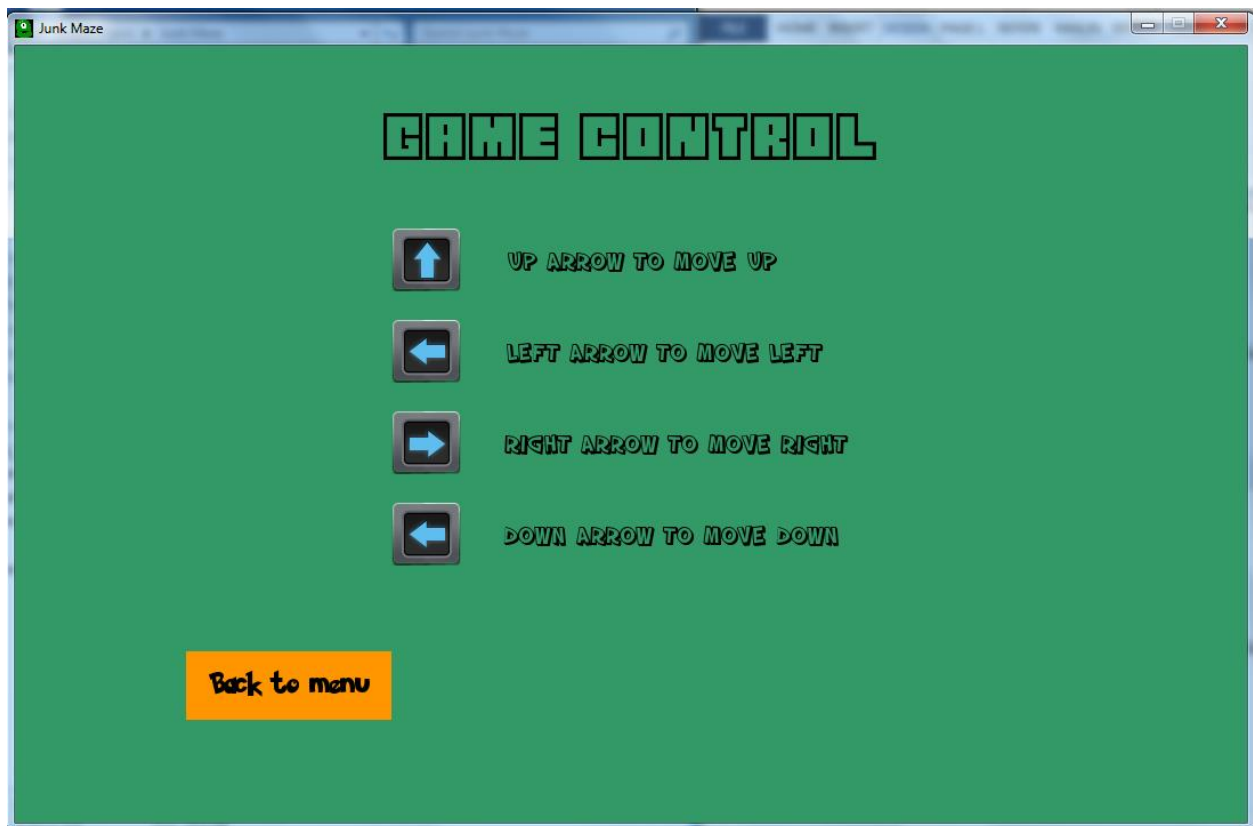 Junk Maze
GAME CONTROL
UP ARROW TO MOVE UP
LEFT ARROW TO MOVE LEFT
RIGHT ARROW TO MOVE RIGHT
DOWN ARROW TO MOVE DOWN
Back to menu